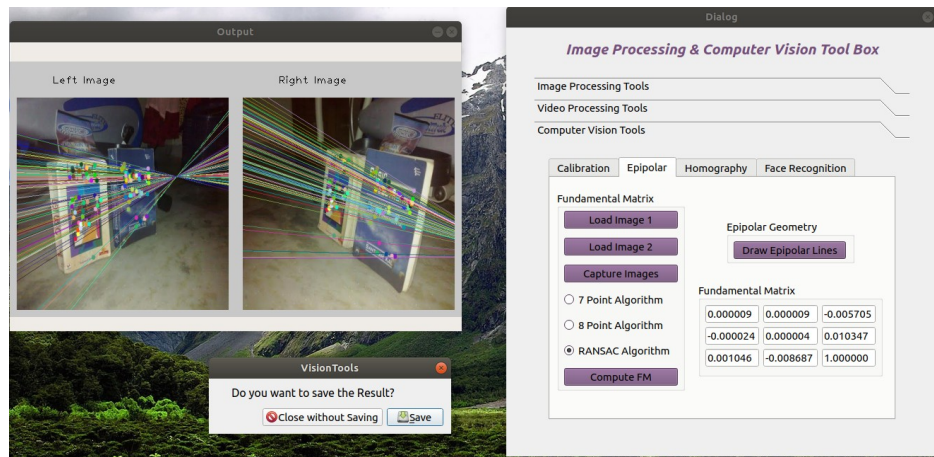 Output
Left Image
Right Image
VisionTools
Do you want to save the Result?
Close without Saving
Save
Dialog
Image Processing & Computer Vision Tool Box
Image Processing Tools
Video Processing Tools
Computer Vision Tools
Calibration Epipolar Homography Face Recognition
Fundamental Matrix
Load Image 1
Load Image 2
Capture Images
7 Point Algorithm
8 Point Algorithm
RANSAC Algorithm
Compute FM
Epipolar Geometry
Draw Epipolar Lines
Fundamental Matrix
0.000009 0.000009 -0.005705
-0.000024 0.000004 0.010347
0.001046 -0.008687 1.000000